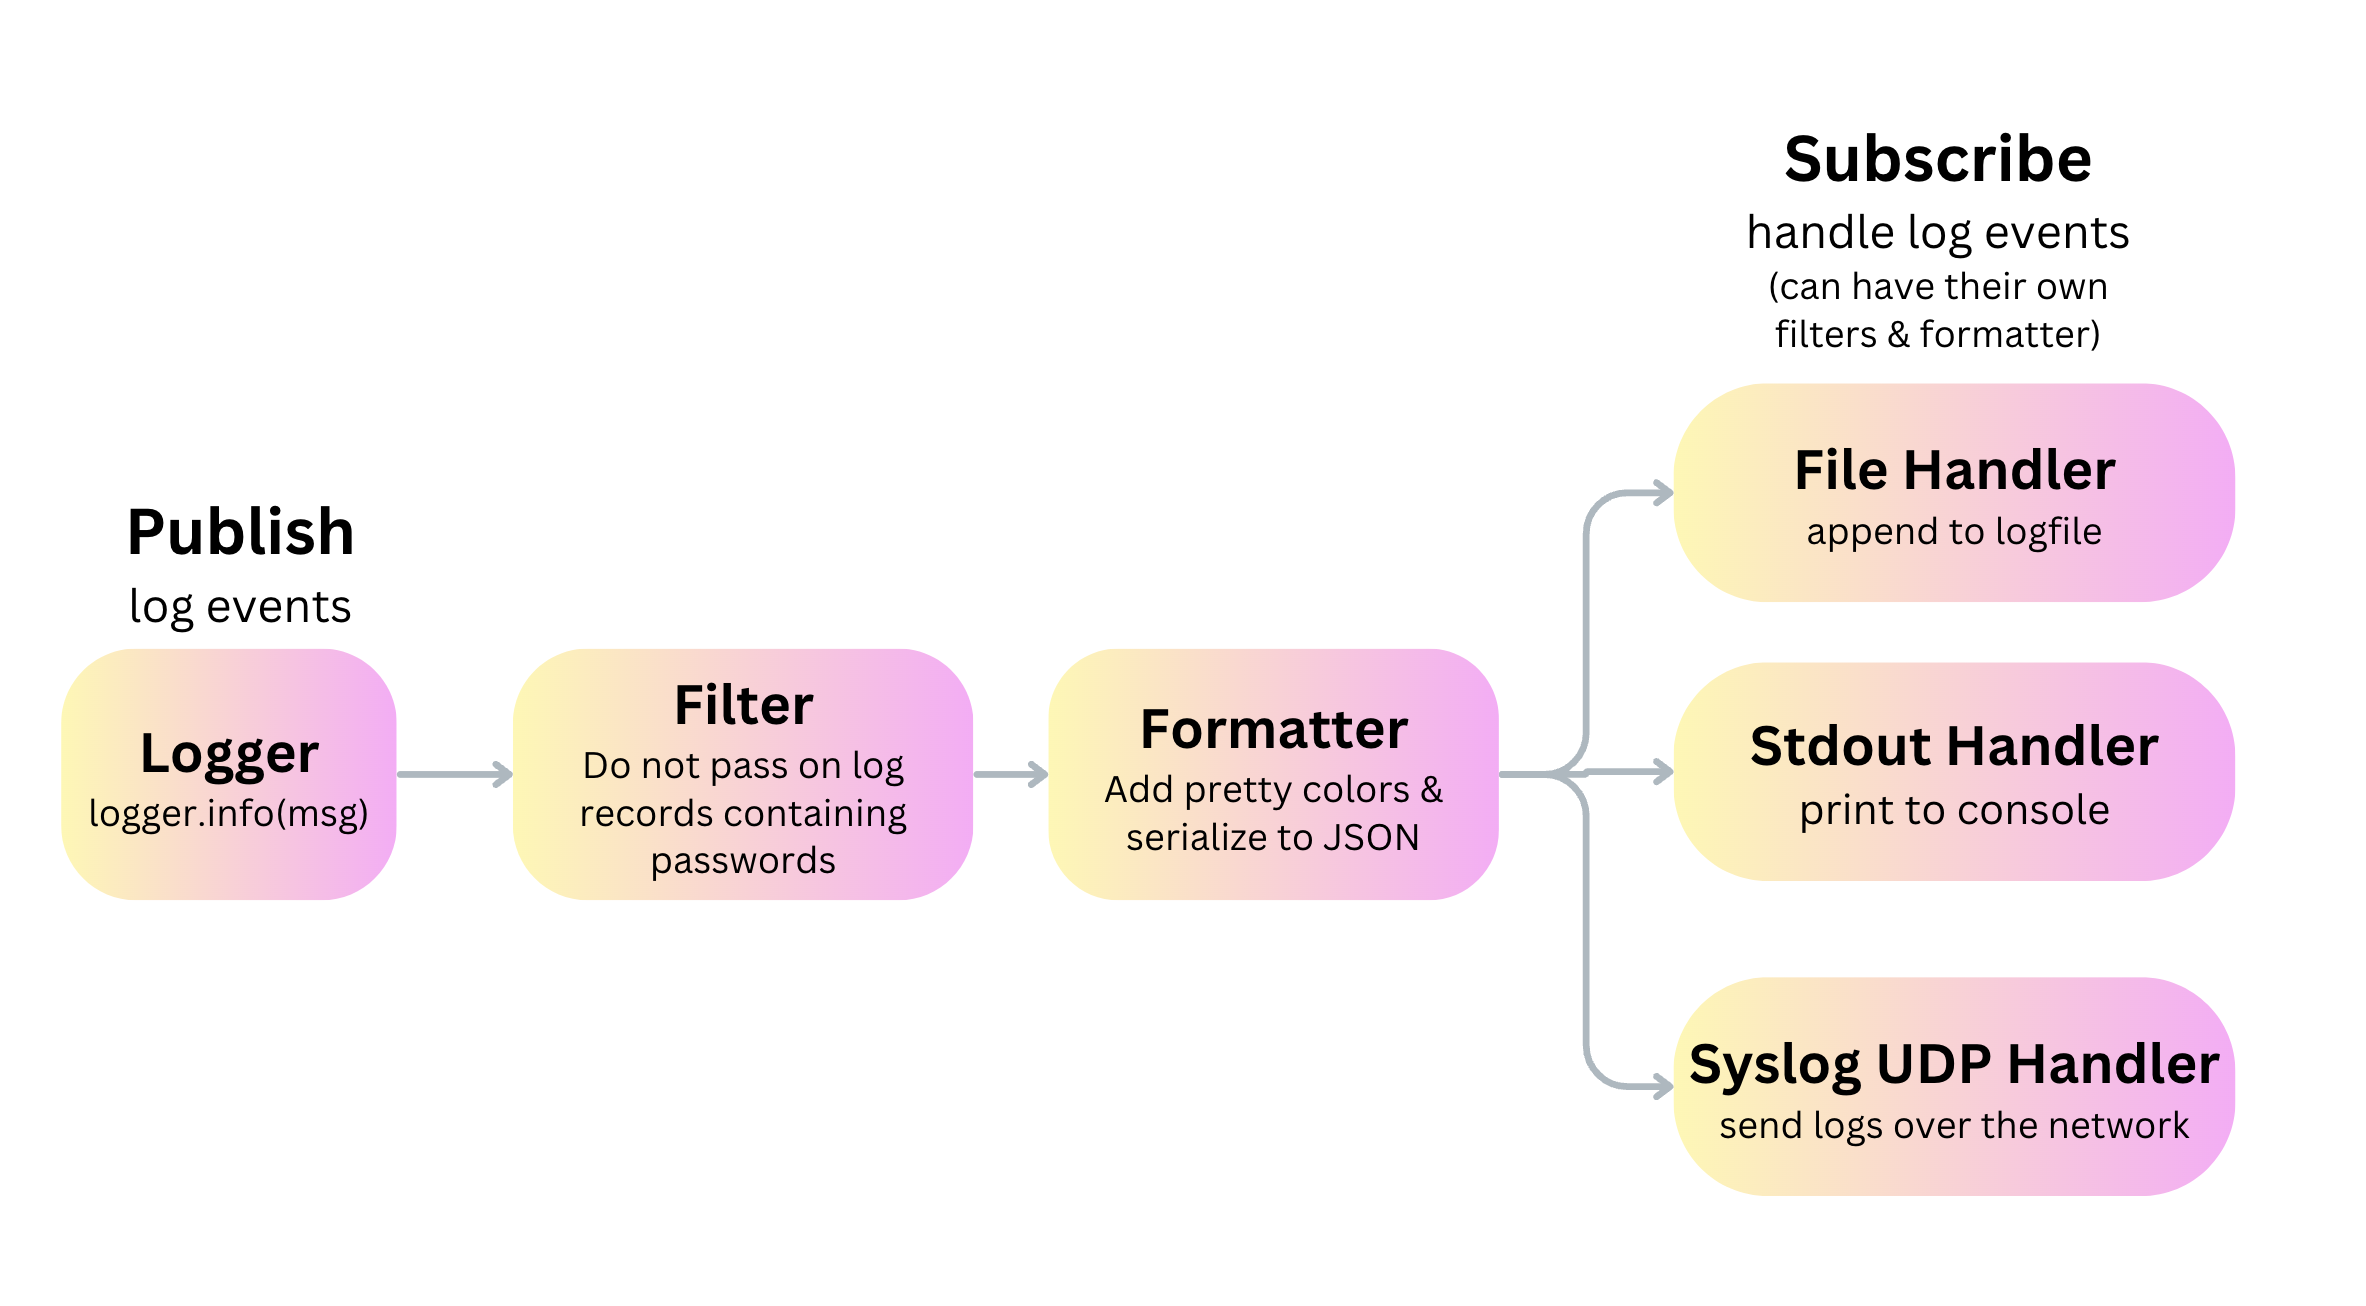 Publish
log events
Logger
logger.info(msg)
Filter
Do not pass on log
records containing
passwords
Formatter
Add pretty colors &
serialize to JSON
Subscribe
handle log events
(can have their own
filters & formatter)
File Handler
append to logfile
Stdout Handler
print to console
Syslog UDP Handler
send logs over the network